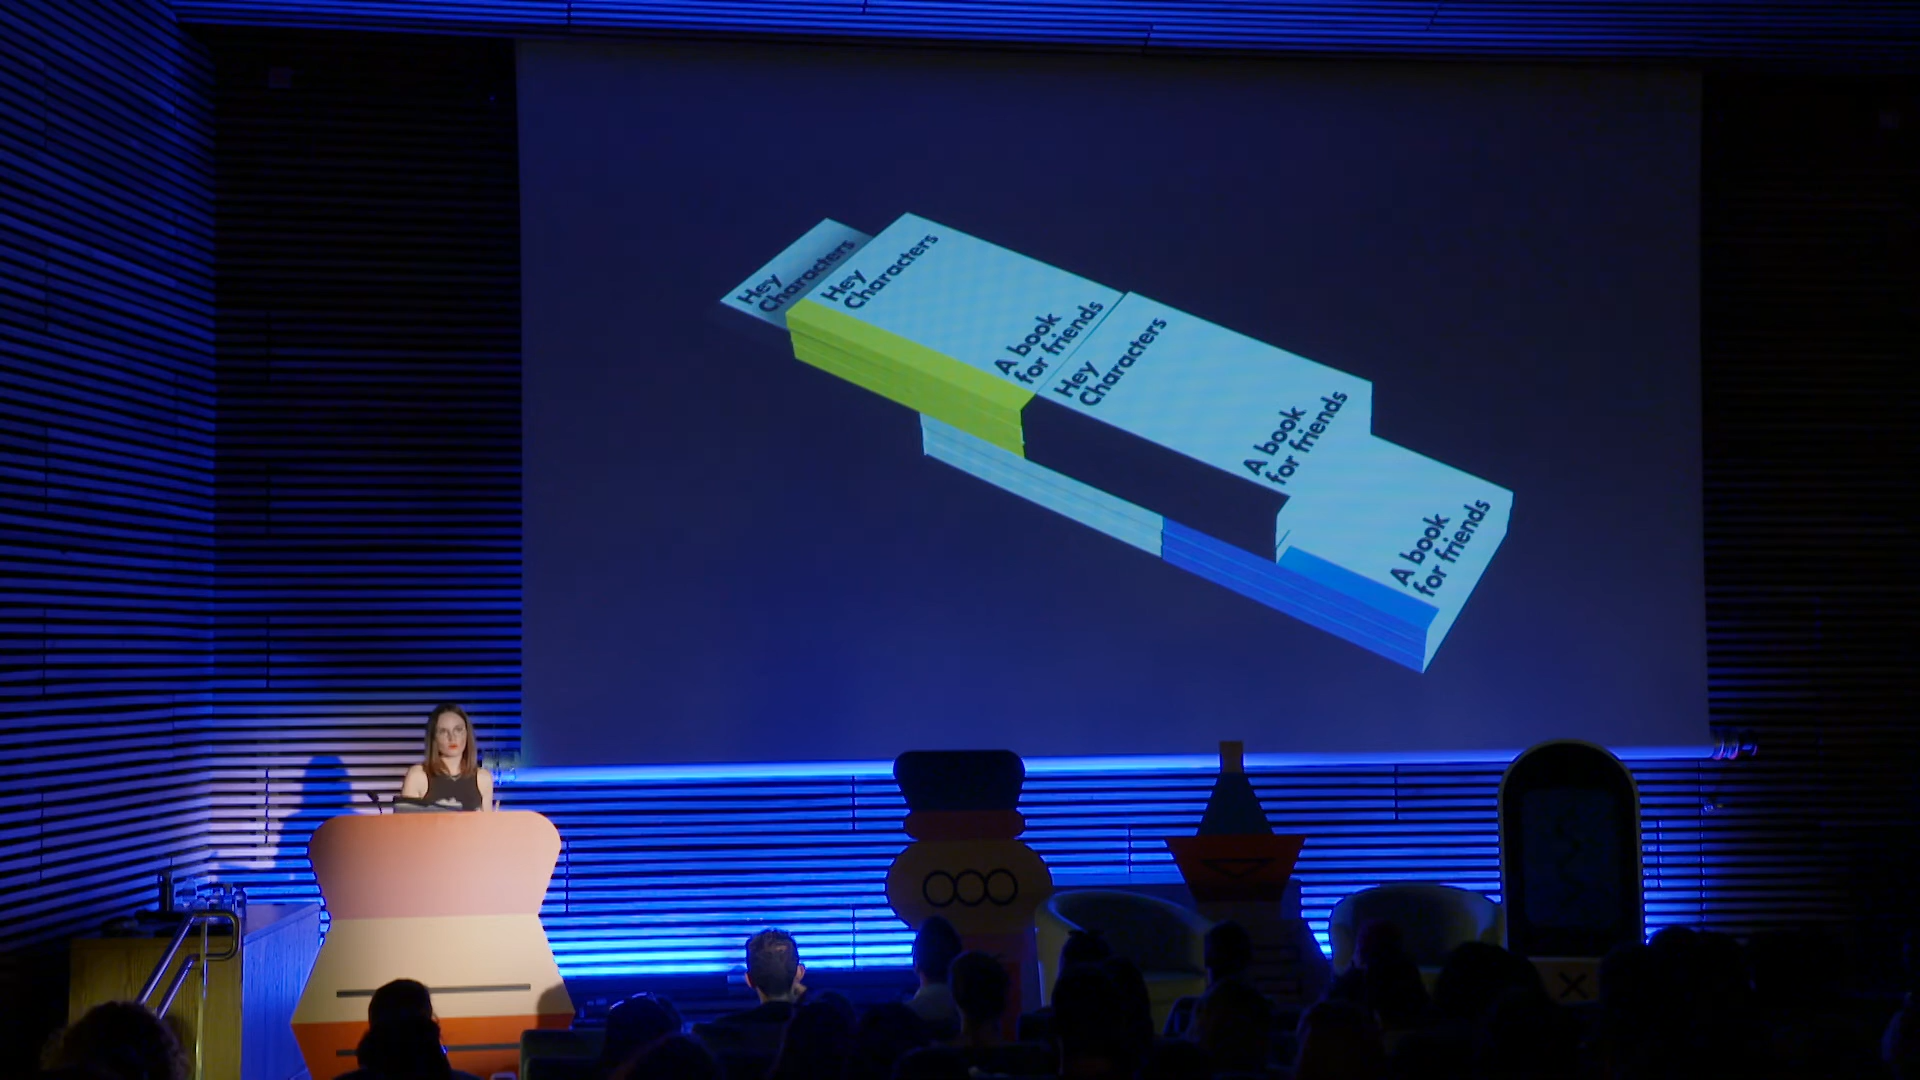 Hey
Characters
Hey
Characters
A book
for friends
Hey
Characters
A book
for friends
A book
for friends